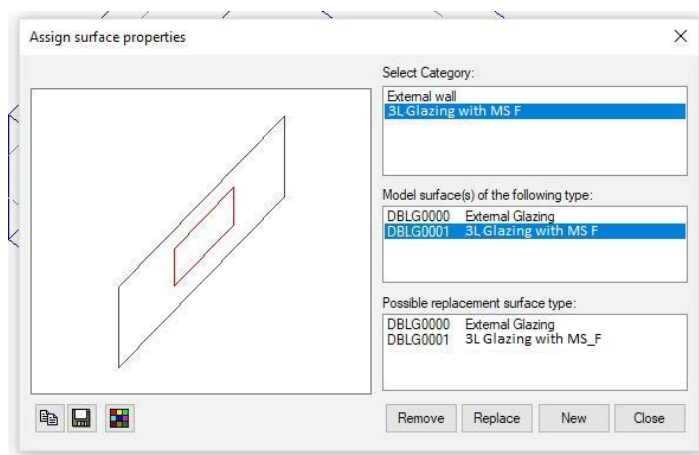 Assign surface properties
Select Category:
External wall
3L Glazing with MS F
Model surface(s) of the following type:
DBLG0000 External Glazing
DBLG0001 3L Glazing with MS F
Possible replacement surface type:
DBLG0000 External Glazing
DBLG0001 3L Glazing with MS_F
Remove Replace New Close